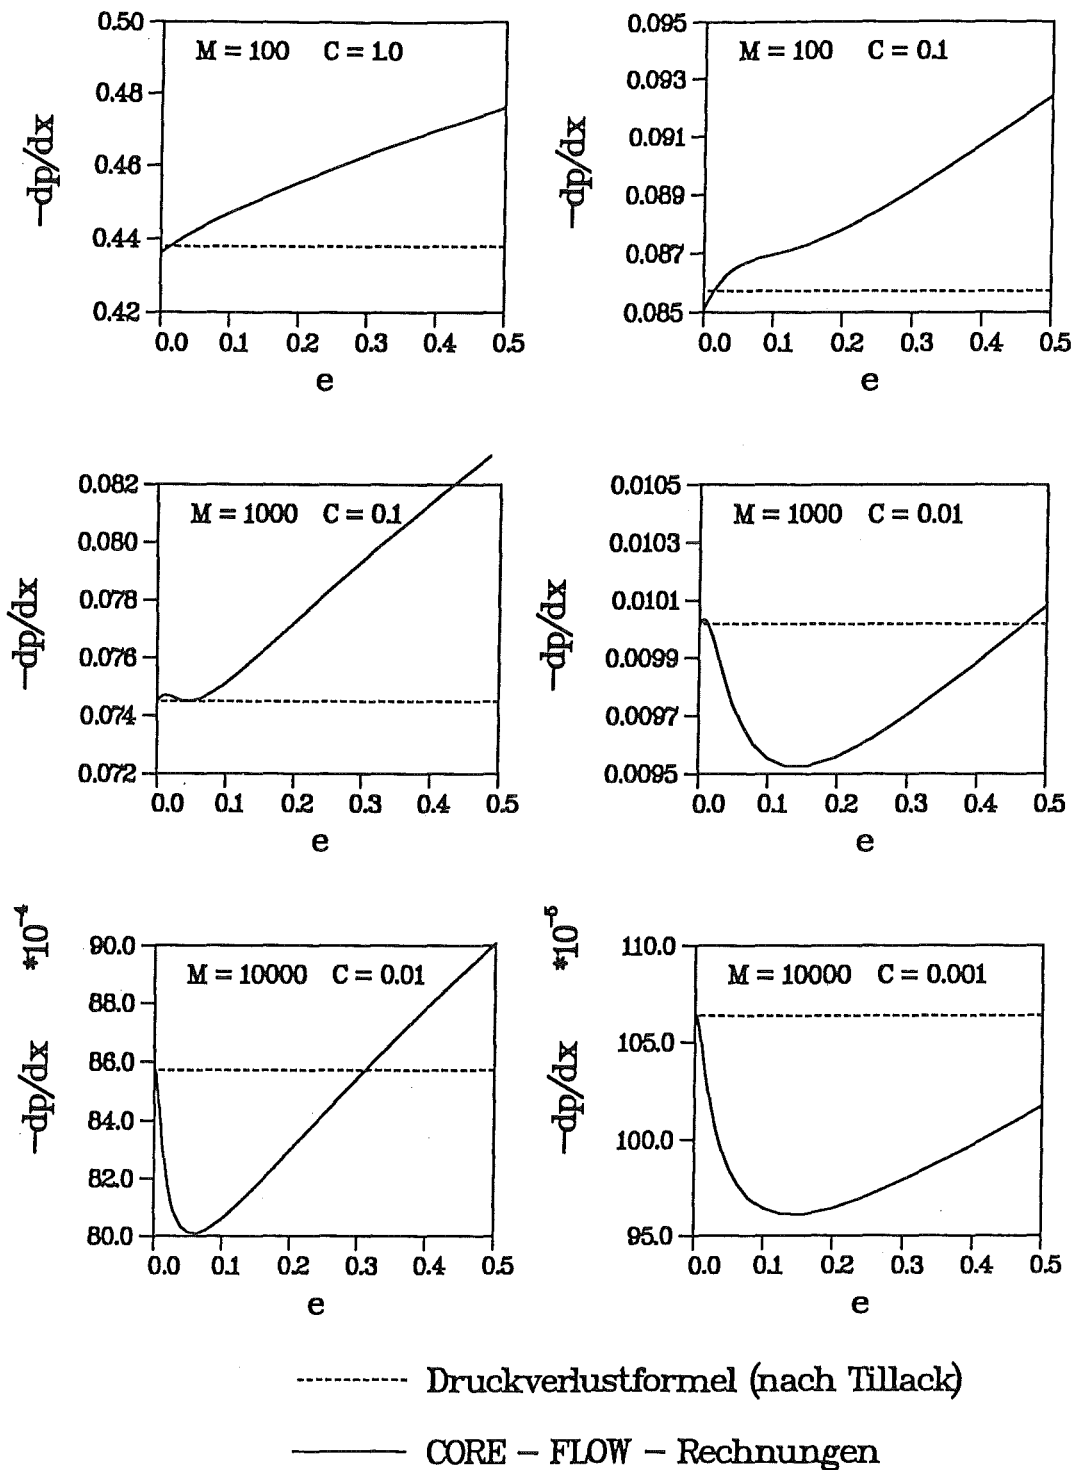 0.50
0.48
0.46
0.44
0.42
-dp/dx
M = 100 C = 1.0
0.0 0.1 0.2 0.3 0.4 0.5
e
0.095
0.093
0.091
0.089
0.087
0.085
-dp/dx
M = 100 C = 0.1
0.0 0.1 0.2 0.3 0.4 0.5
e
0.082
0.080
0.078
0.076
0.074
0.072
-dp/dx
M = 1000 C = 0.1
0.0 0.1 0.2 0.3 0.4 0.5
e
0.0105
0.0103
0.0101
0.0099
0.0097
0.0095
-dp/dx
M = 1000 C = 0.01
0.0 0.1 0.2 0.3 0.4 0.5
e
90.0
88.0
86.0
84.0
82.0
80.0
-dp/dx *10⁻⁴
M = 10000 C = 0.01
0.0 0.1 0.2 0.3 0.4 0.5
e
110.0
105.0
100.0
95.0
-dp/dx *10⁻⁵
M = 10000 C = 0.001
0.0 0.1 0.2 0.3 0.4 0.5
e
Druckverlustformel (nach Tillack)
CORE – FLOW – Rechnungen